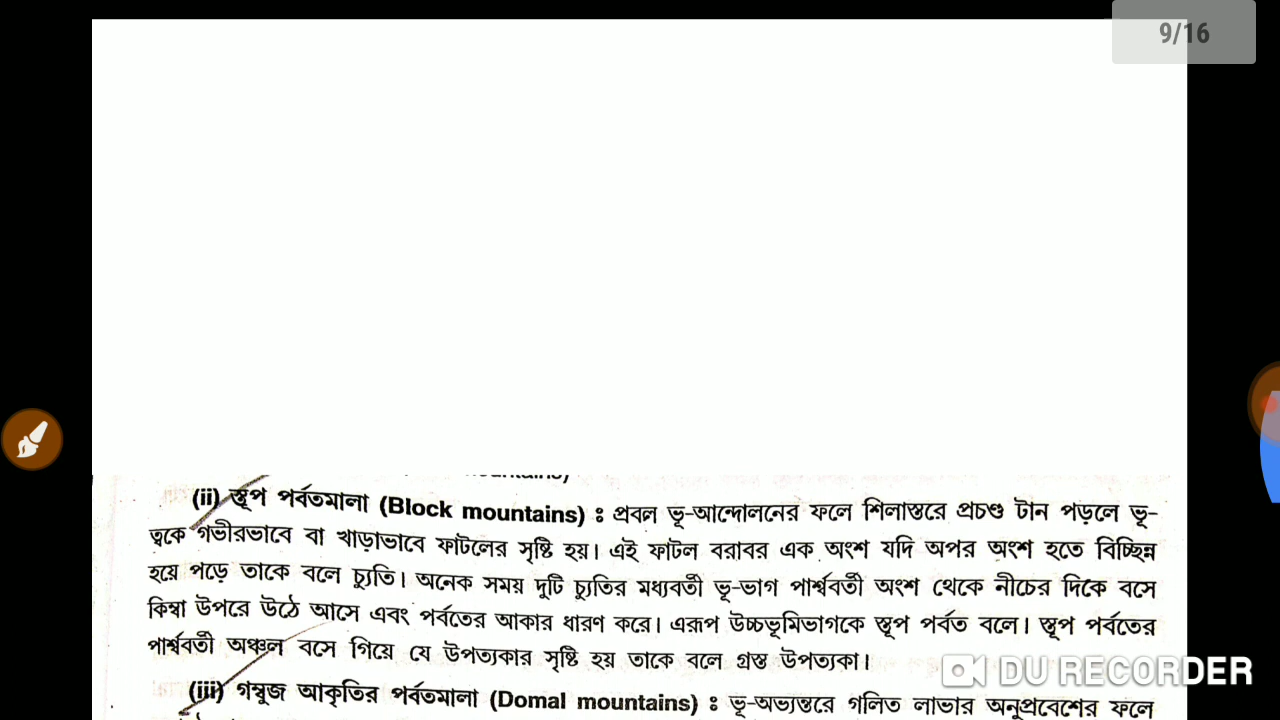 9/16
(ii) স্তূপ পর্বতমালা (Block mountains) : প্রবল ভূ-আন্দোলনের ফলে শিলাস্তরে প্রচণ্ড টান পড়লে ভূ-
ত্বকে গভীরভাবে বা খাড়াভাবে ফাটলের সৃষ্টি হয়। এই ফাটল বরাবর এক অংশ যদি অপর অংশ হতে বিচ্ছিন্ন
হয়ে পড়ে তাকে বলে চ্যুতি। অনেক সময় দুটি চ্যুতির মধ্যবর্তী ভূ-ভাগ পার্শ্ববর্তী অংশ থেকে নীচের দিকে বসে
কিম্বা উপরে উঠে আসে এবং পর্বতের আকার ধারণ করে। এরূপ উচ্চভূমিভাগকে স্তূপ পর্বত বলে। স্তূপ পর্বতের
পার্শ্ববর্তী অঞ্চল বসে গিয়ে যে উপত্যকার সৃষ্টি হয় তাকে বলে গ্রস্ত উপত্যকা।
DU RECORDER
(iii) গম্বুজ আকৃতির পর্বতমালা (Domal mountains) : ভূ-অভ্যন্তরে গলিত লাভার অনুপ্রবেশের ফলে